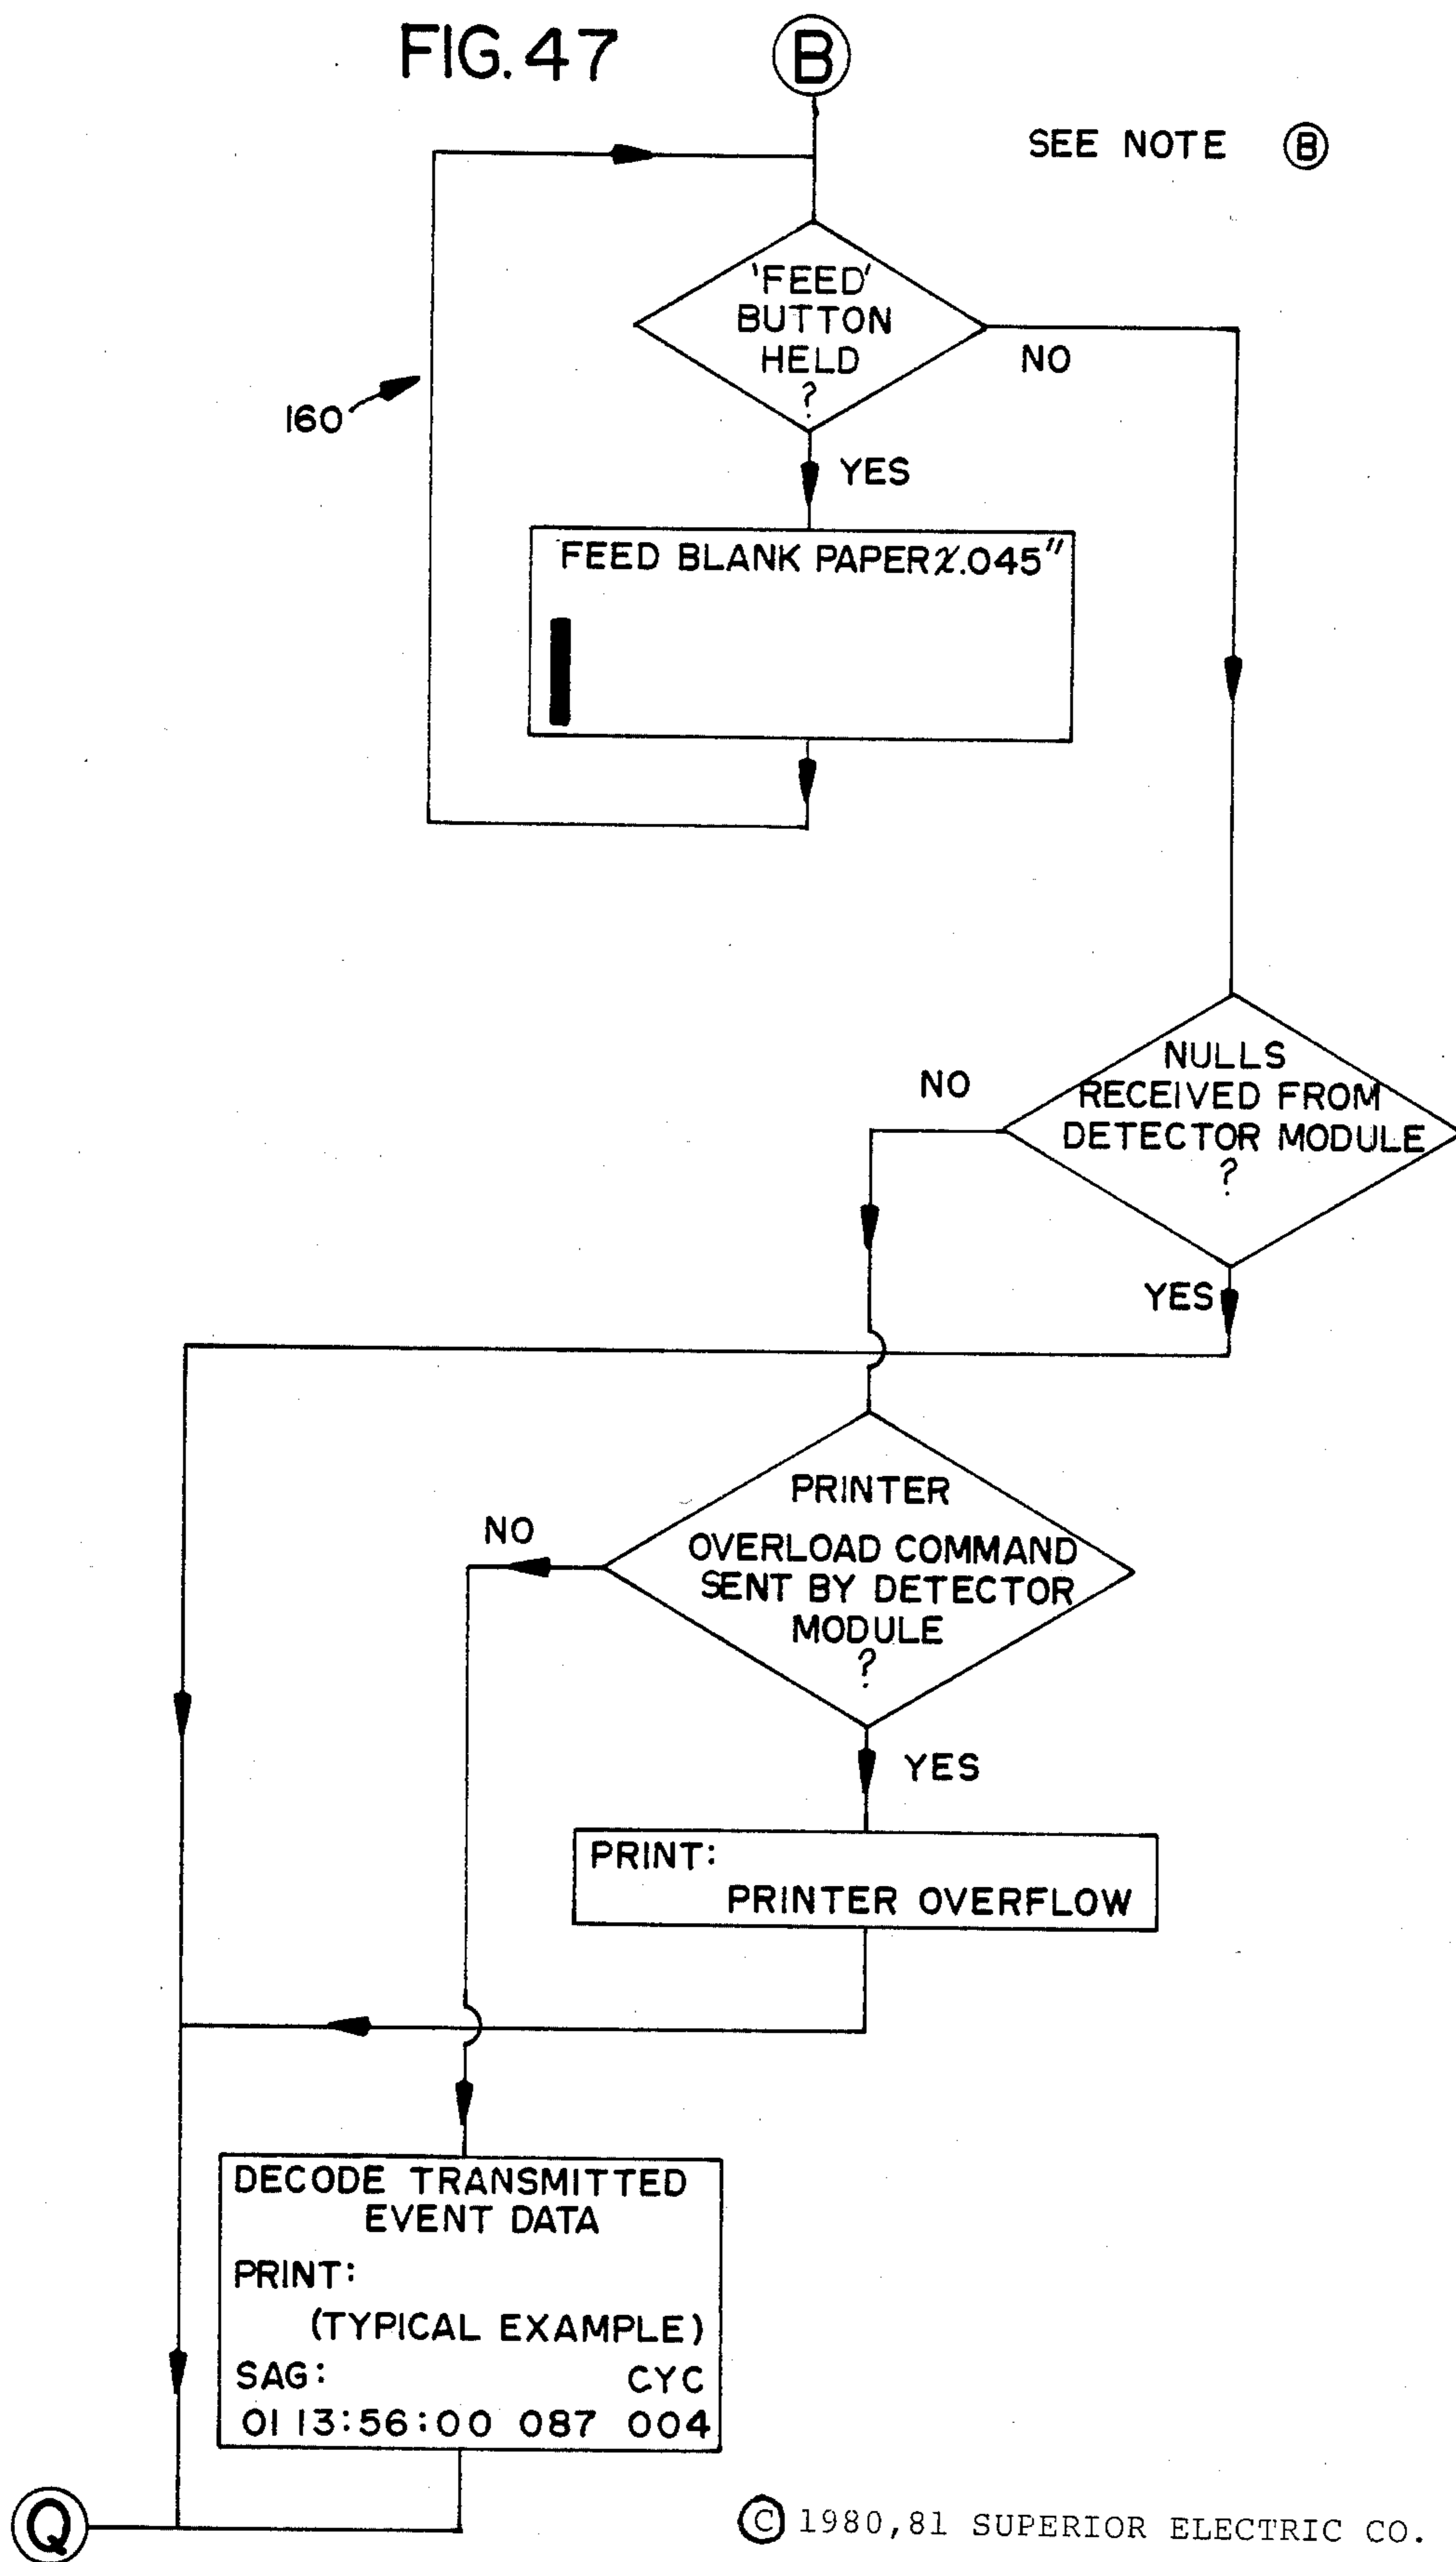 FIG. 47
B
SEE NOTE B
'FEED'
BUTTON
HELD
?
NO
160
YES
FEED BLANK PAPER ≈.045"
NULLS
RECEIVED FROM
DETECTOR MODULE
?
NO
YES
PRINTER
OVERLOAD COMMAND
SENT BY DETECTOR
MODULE
?
NO
YES
PRINT:
PRINTER OVERFLOW
DECODE TRANSMITTED
EVENT DATA
PRINT:
(TYPICAL EXAMPLE)
SAG: CYC
01 13:56:00 087 004
Q
© 1980,81 SUPERIOR ELECTRIC CO.